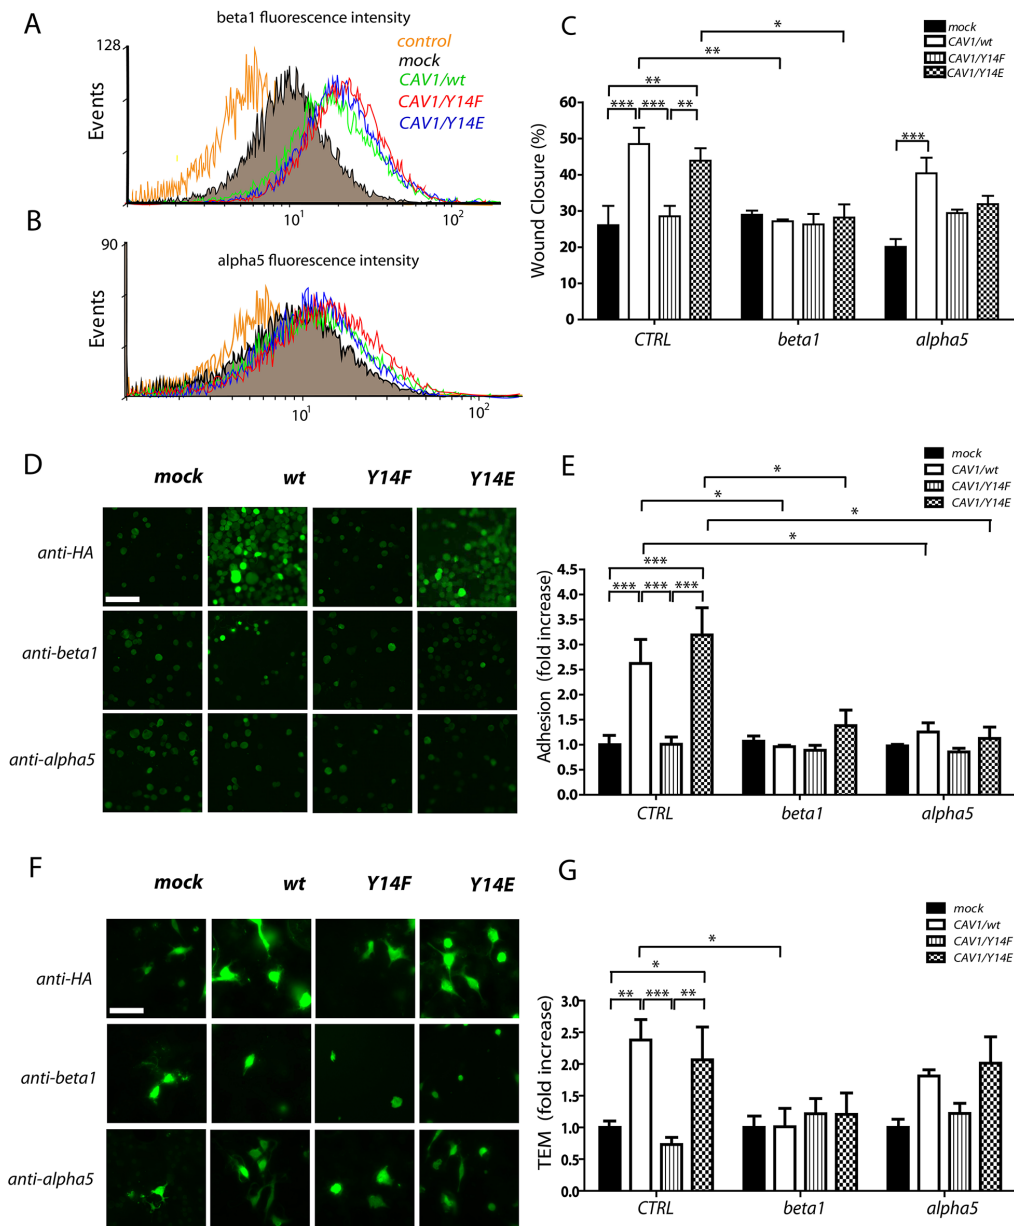 A
beta1 fluorescence intensity
128
Events
control
mock
CAV1/wt
CAV1/Y14F
CAV1/Y14E
10¹
10²
B
alpha5 fluorescence intensity
90
Events
10¹
10²
C
mock
CAV1/wt
CAV1/Y14F
CAV1/Y14E
*
**
**
*** *** **
***
Wound Closure (%)
60
50
40
30
20
10
0
CTRL beta1 alpha5
D
mock wt Y14F Y14E
anti-HA
anti-beta1
anti-alpha5
E
mock
CAV1/wt
CAV1/Y14F
CAV1/Y14E
*
*
*
*
***
*** *** ***
Adhesion (fold increase)
4.5
4.0
3.5
3.0
2.5
2.0
1.5
1.0
0.5
0.0
CTRL beta1 alpha5
F
mock wt Y14F Y14E
anti-HA
anti-beta1
anti-alpha5
G
mock
CAV1/wt
CAV1/Y14F
CAV1/Y14E
*
*
** *** **
TEM (fold increase)
3.0
2.5
2.0
1.5
1.0
0.5
0.0
CTRL beta1 alpha5